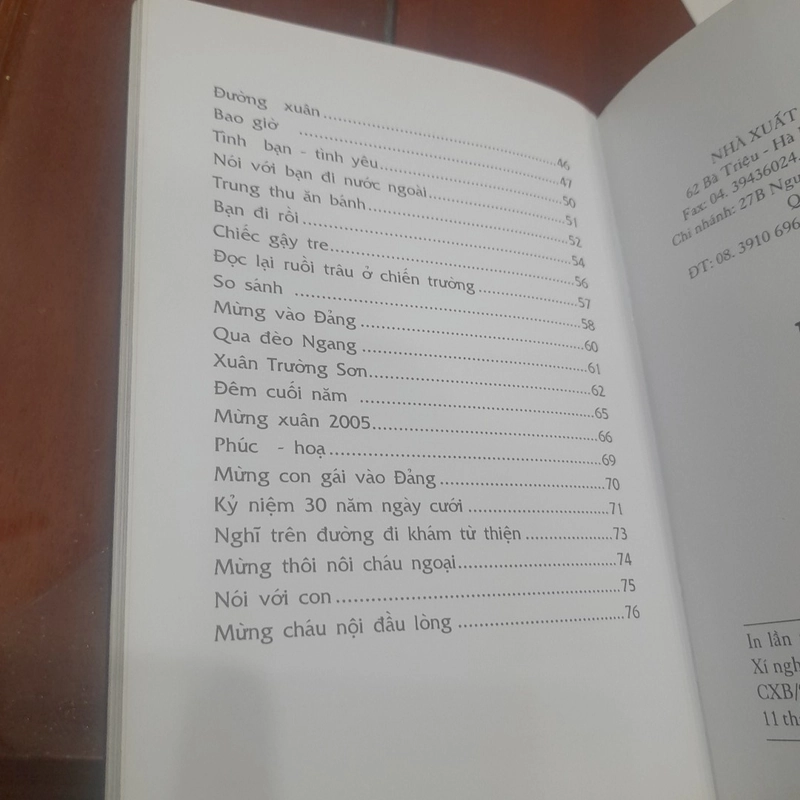 Đường xuân 46
Bao giờ 47
Tình bạn - tình yêu 50
Nói với bạn đi nước ngoài 51
Trung thu ăn bánh 52
Bạn đi rồi 54
Chiếc gậy tre 56
Đọc lại ruồi trâu ở chiến trường 57
So sánh 58
Mừng vào Đảng 60
Qua đèo Ngang 61
Xuân Trường Sơn 62
Đêm cuối năm 65
Mừng xuân 2005 66
Phúc - hoạ 69
Mừng con gái vào Đảng 70
Kỷ niệm 30 năm ngày cưới 71
Nghĩ trên đường đi khám từ thiện 73
Mừng thôi nôi cháu ngoại 74
Nói với con 75
Mừng cháu nội đầu lòng 76
NHÀ XUẤT
62 Bà Triệu - Hà
Fax: 04. 39436024
Chi nhánh: 27B
ĐT: 08. 3910 696
In lần
Xí
CXB/
11